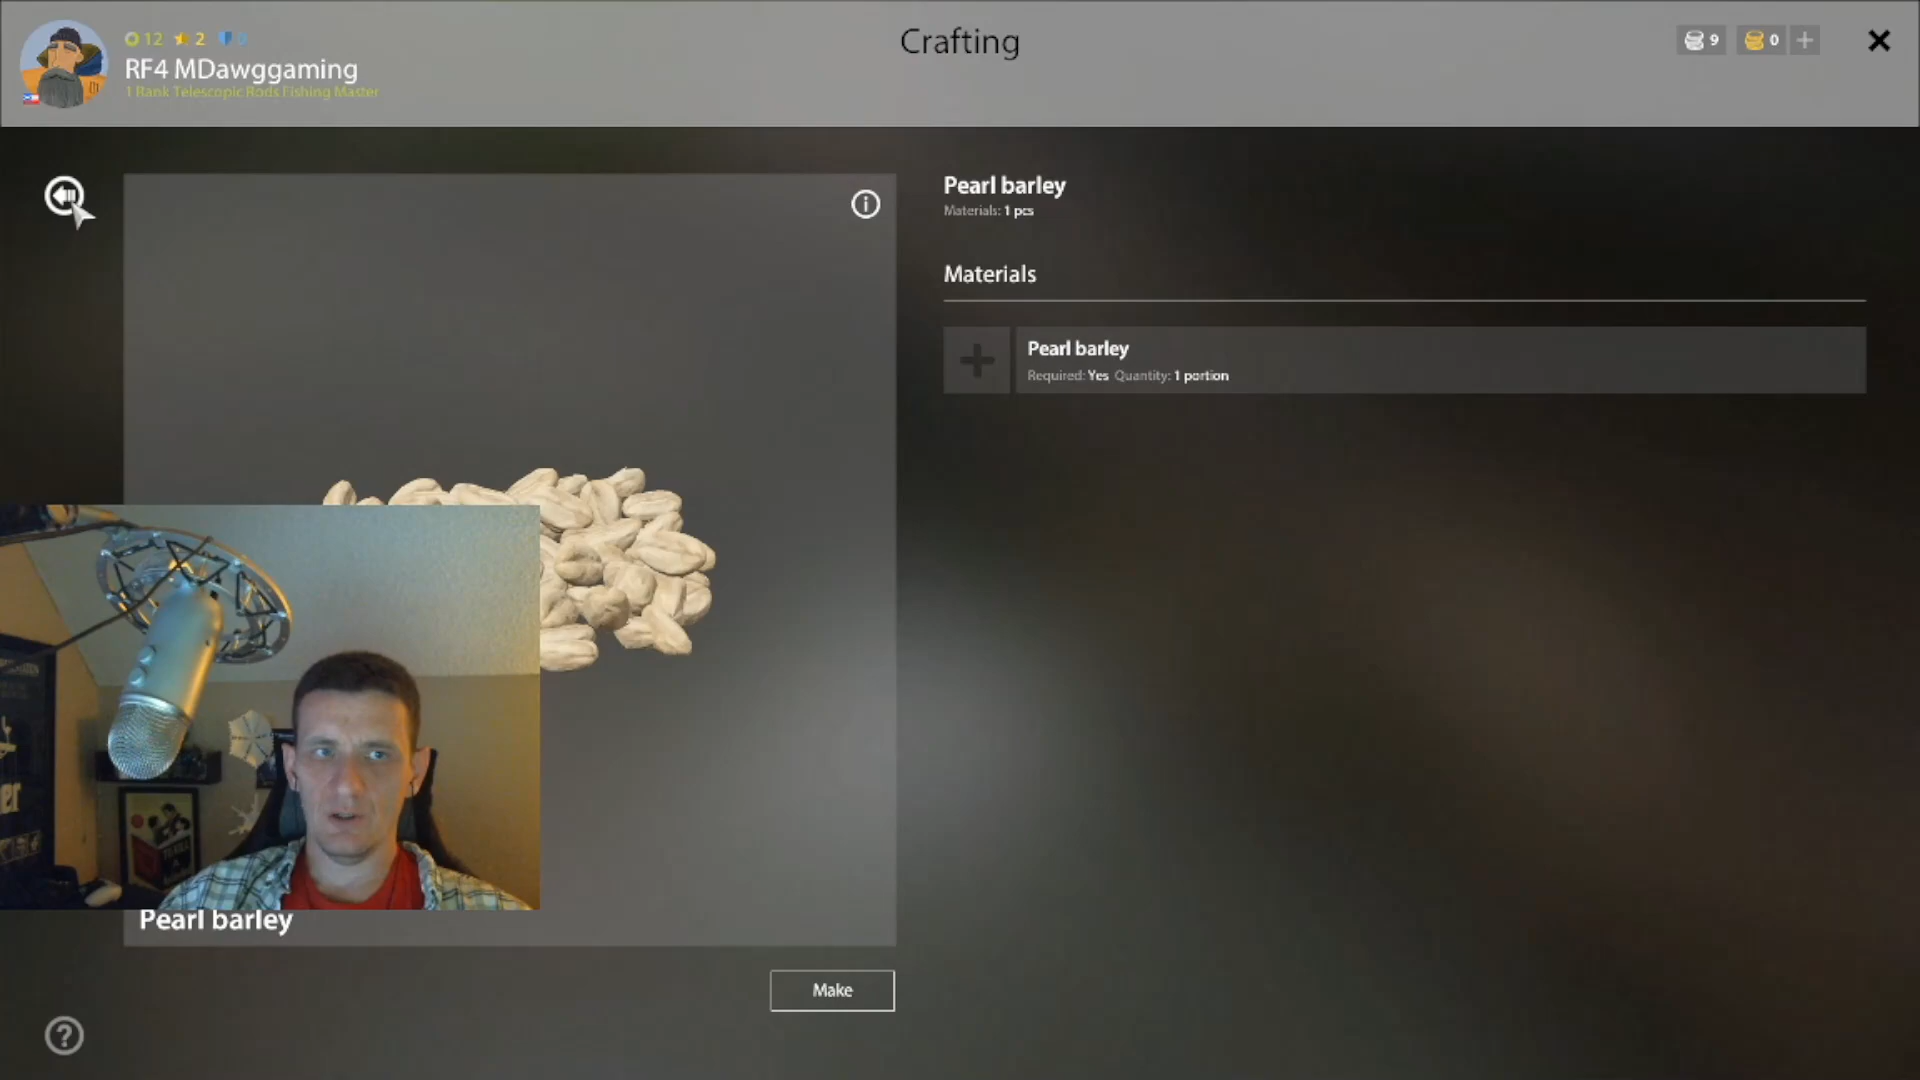 12 2 0
RF4 MDawggaming
1 Rank Telescopic Rods Fishing Master
Crafting
9 0
Pearl barley
Materials: 1 pcs
Materials
Pearl barley
Required: Yes Quantity: 1 portion
Pearl barley
Make